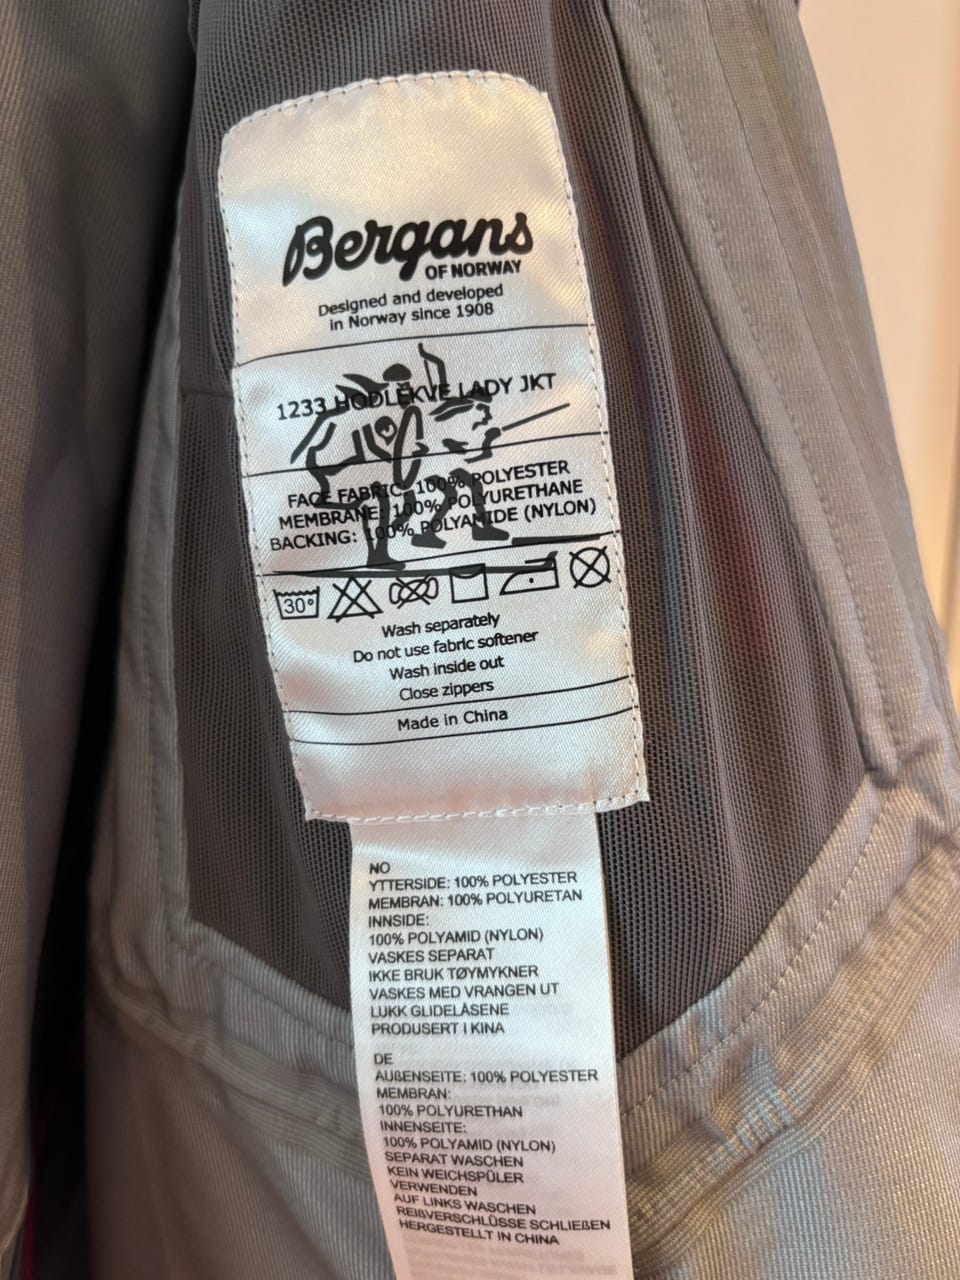 Bergans
OF NORWAY
Designed and developed
in Norway since 1908
1233 HODLEKVE LADY JKT
FACE FABRIC: 100% POLYESTER
MEMBRANE: 100% POLYURETHANE
BACKING: 100% POLYAMIDE (NYLON)
30°
Wash separately
Do not use fabric softener
Wash inside out
Close zippers
Made in China
NO
YTTERSIDE: 100% POLYESTER
MEMBRAN: 100% POLYURETAN
INNSIDE:
100% POLYAMID (NYLON)
VASKES SEPARAT
IKKE BRUK TØYMYKNER
VASKES MED VRANGEN UT
LUKK GLIDELÅSENE
PRODUSERT I KINA
DE
AUßENSEITE: 100% POLYESTER
MEMBRAN:
100% POLYURETHAN
INNENSEITE:
100% POLYAMID (NYLON)
SEPARAT WASCHEN
KEIN WEICHSPÜLER
VERWENDEN
AUF LINKS WASCHEN
REIßVERSCHLÜSSE SCHLIEßEN
HERGESTELLT IN CHINA